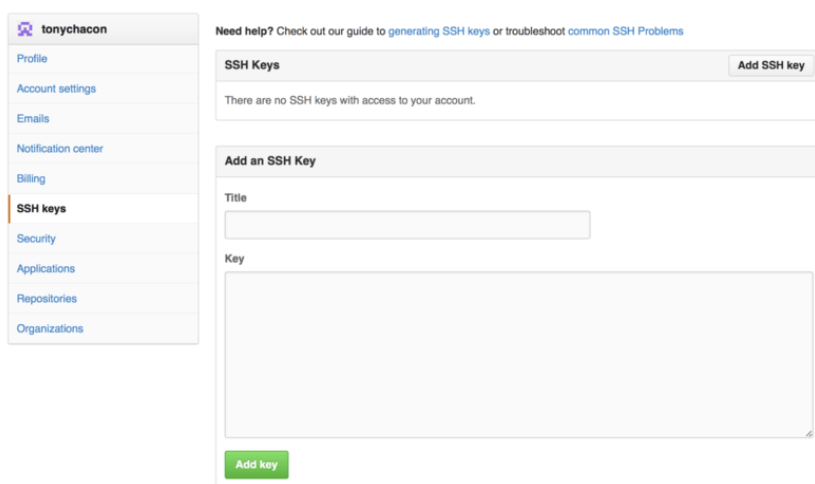 tonychacon
Profile
Account settings
Emails
Notification center
Billing
SSH keys
Security
Applications
Repositories
Organizations
Need help? Check out our guide to generating SSH keys or troubleshoot common SSH Problems
SSH Keys
Add SSH key
There are no SSH keys with access to your account.
Add an SSH Key
Title
Key
Add key